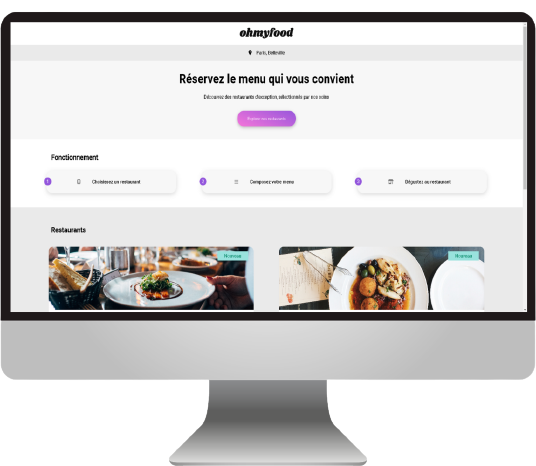 ohmyfood
Paris, Belleville
Réservez le menu qui vous convient
Découvrez des restaurants d'exception, sélectionnés par nos soins
Explorer nos restaurants
Fonctionnement
1 Choisissez un restaurant
2 Composez votre menu
3 Dégustez au restaurant
Restaurants
Nouveau
Nouveau